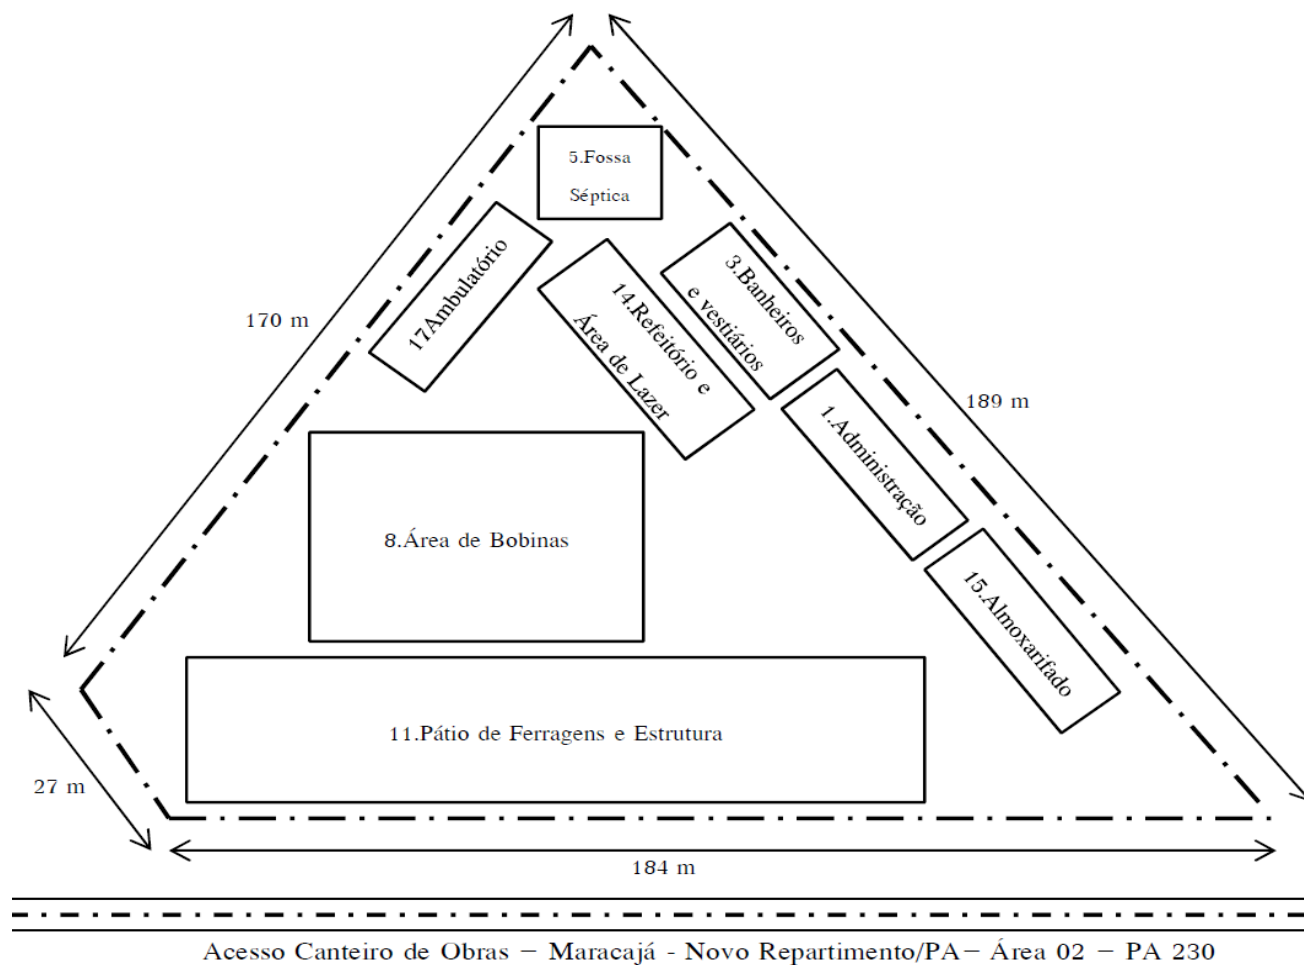 5.Fossa
Séptica
17Ambulatório
3.Banheiros
e vestiários
14.Refeitório e
Área de Lazer
170 m
189 m
1.Administração
8.Área de Bobinas
15.Almoxarifado
11.Pátio de Ferragens e Estrutura
27 m
184 m
Acesso Canteiro de Obras – Maracajá - Novo Repartimento/PA– Área 02 – PA 230